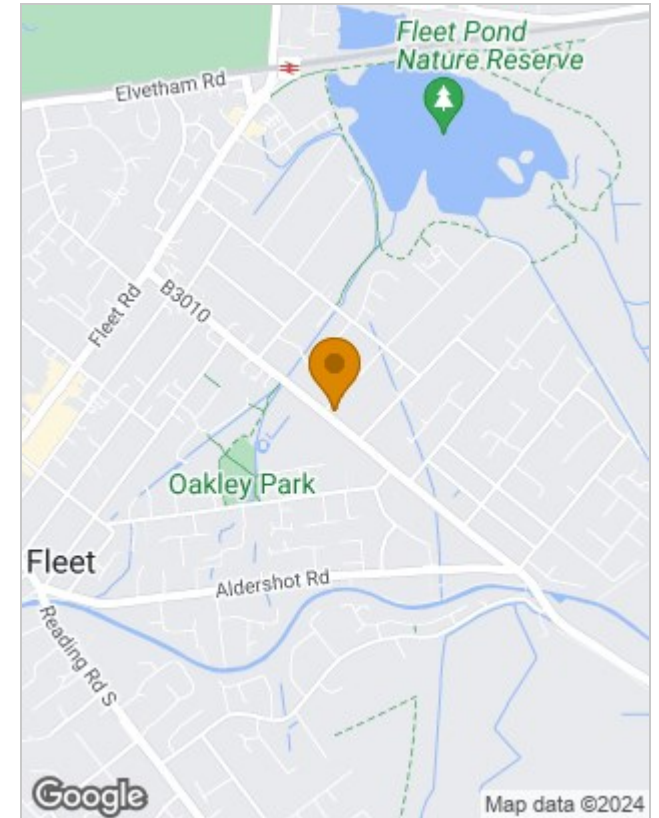 Fleet Pond
Nature Reserve
Elvetham Rd
Fleet Rd
B3010
Oakley Park
Fleet
Aldershot Rd
Reading Rd S
Google
Map data ©2024